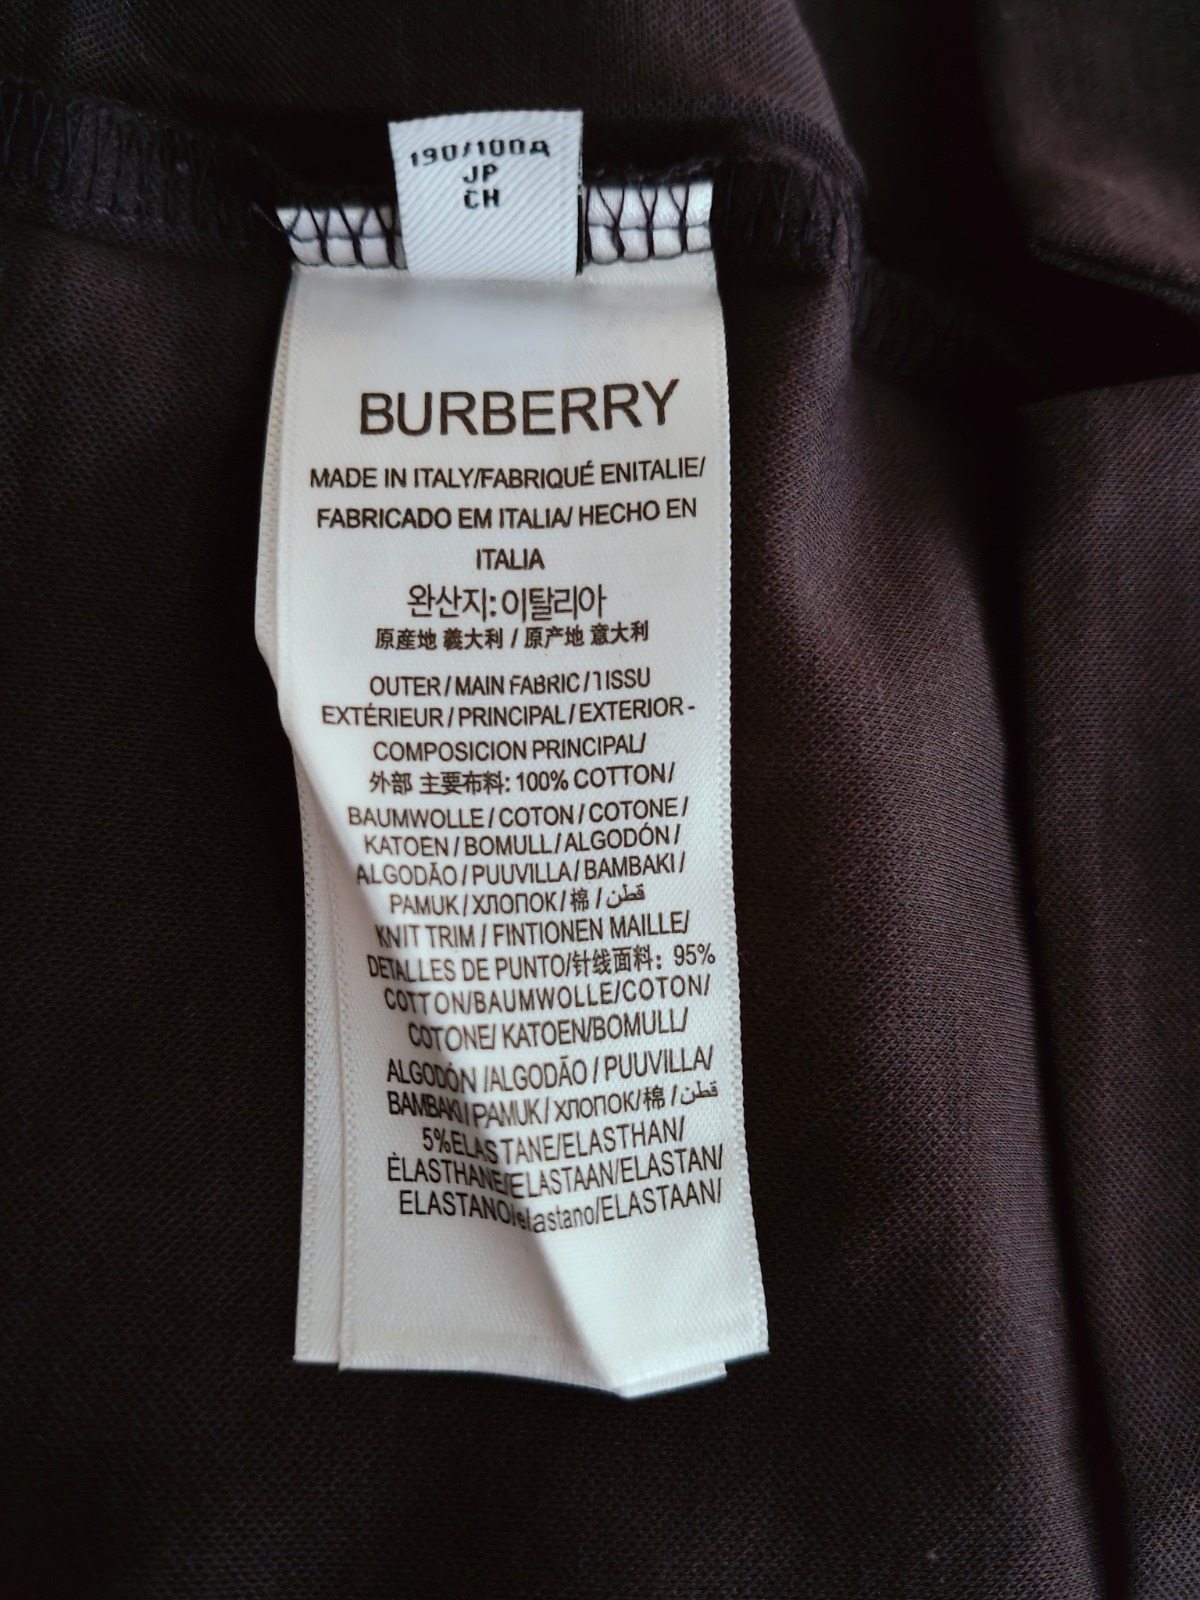 190/100A
JP
CH
BURBERRY
MADE IN ITALY/FABRIQUÉ ENITALIE/
FABRICADO EM ITALIA/ HECHO EN
ITALIA
완산지: 이탈리아
原産地 義大利 / 原产地 意大利
OUTER / MAIN FABRIC / TISSU
EXTÉRIEUR / PRINCIPAL / EXTERIOR -
COMPOSICION PRINCIPAL/
外部 主要布料: 100% COTTON /
BAUMWOLLE / COTON / COTONE /
KATOEN / BOMULL / ALGODÓN /
ALGODÃO / PUUVILLA / BAMBAKI /
PAMUK / ХЛОПОК / 棉 / قطن
KNIT TRIM / FINTIONEN MAILLE/
DETALLES DE PUNTO/针线面料: 95%
COTTON/BAUMWOLLE/COTON/
COTONE/ KATOEN/BOMULL/
ALGODÓN /ALGODÃO / PUUVILLA/
BAMBAKI / PAMUK / ХЛОПОК/棉 / قطن
5%ELASTANE/ELASTHAN/
ÈLASTHANE/ELASTAAN/ELASTAN/
ELASTANO/elastano/ELASTAAN/